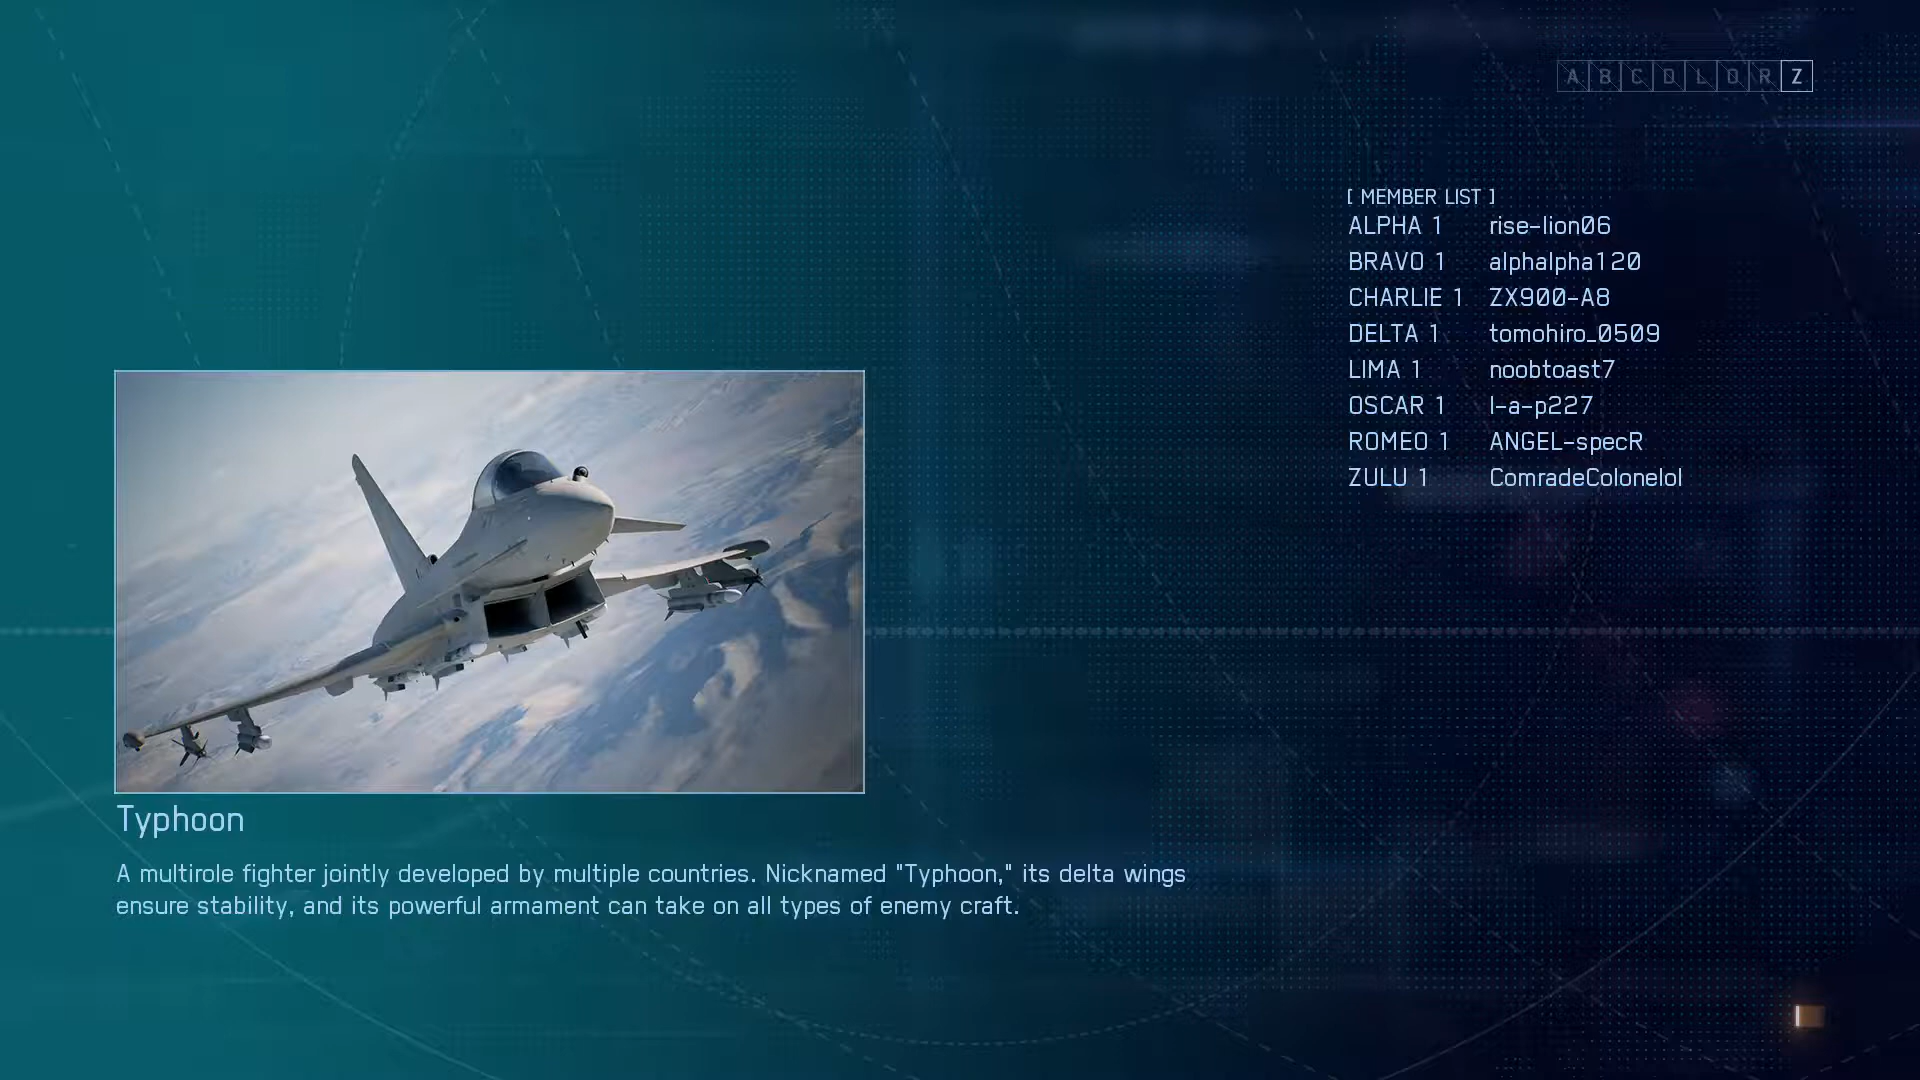 A B C D L O R Z
[ MEMBER LIST ]
ALPHA 1 rise-lion06
BRAVO 1 alphalpha120
CHARLIE 1 ZX900-A8
DELTA 1 tomohiro_0509
LIMA 1 noobtoast7
OSCAR 1 l-a-p227
ROMEO 1 ANGEL-specR
ZULU 1 ComradeColonelol
Typhoon
A multirole fighter jointly developed by multiple countries. Nicknamed "Typhoon," its delta wings
ensure stability, and its powerful armament can take on all types of enemy craft.